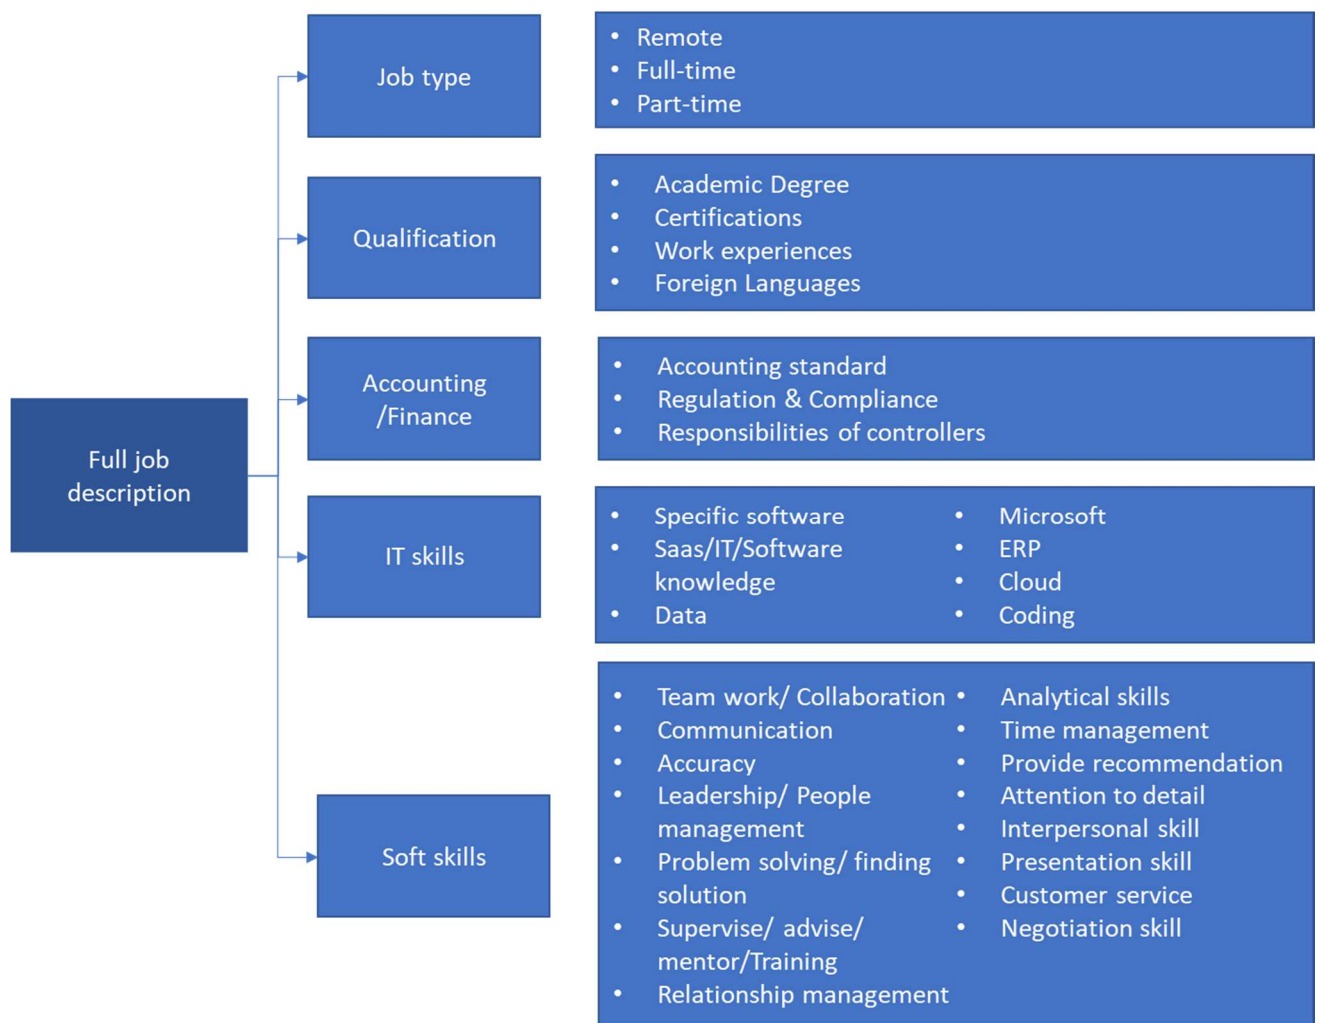 Full job
description
Job type
• Remote
• Full-time
• Part-time
Qualification
• Academic Degree
• Certifications
• Work experiences
• Foreign Languages
Accounting
/Finance
• Accounting standard
• Regulation & Compliance
• Responsibilities of controllers
IT skills
• Specific software
• Saas/IT/Software
knowledge
• Data
• Microsoft
• ERP
• Cloud
• Coding
Soft skills
• Team work/ Collaboration
• Communication
• Accuracy
• Leadership/ People
management
• Problem solving/ finding
solution
• Supervise/ advise/
mentor/Training
• Relationship management
• Analytical skills
• Time management
• Provide recommendation
• Attention to detail
• Interpersonal skill
• Presentation skill
• Customer service
• Negotiation skill